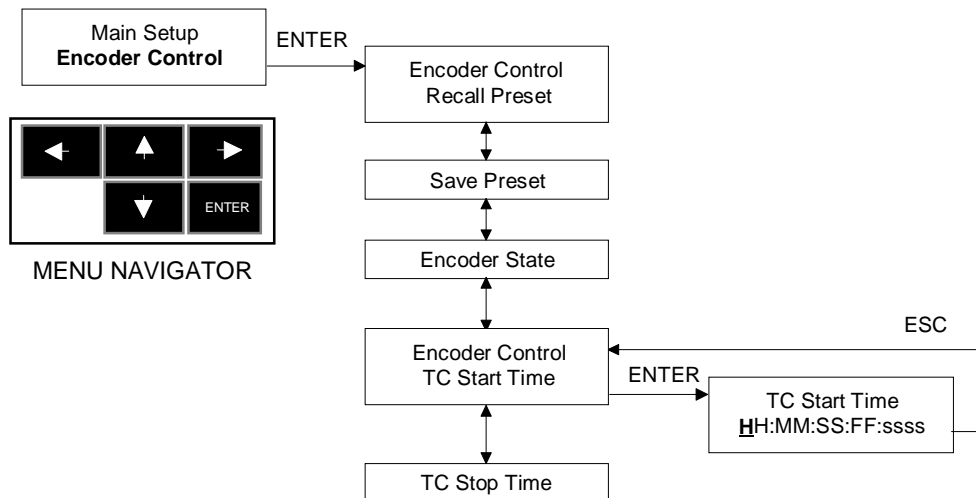 Main Setup
Encoder Control
ENTER
Encoder Control
Recall Preset
ENTER
MENU NAVIGATOR
Save Preset
Encoder State
Encoder Control
TC Start Time
ESC
ENTER
TC Start Time
HH:MM:SS:FF:ssss
TC Stop Time